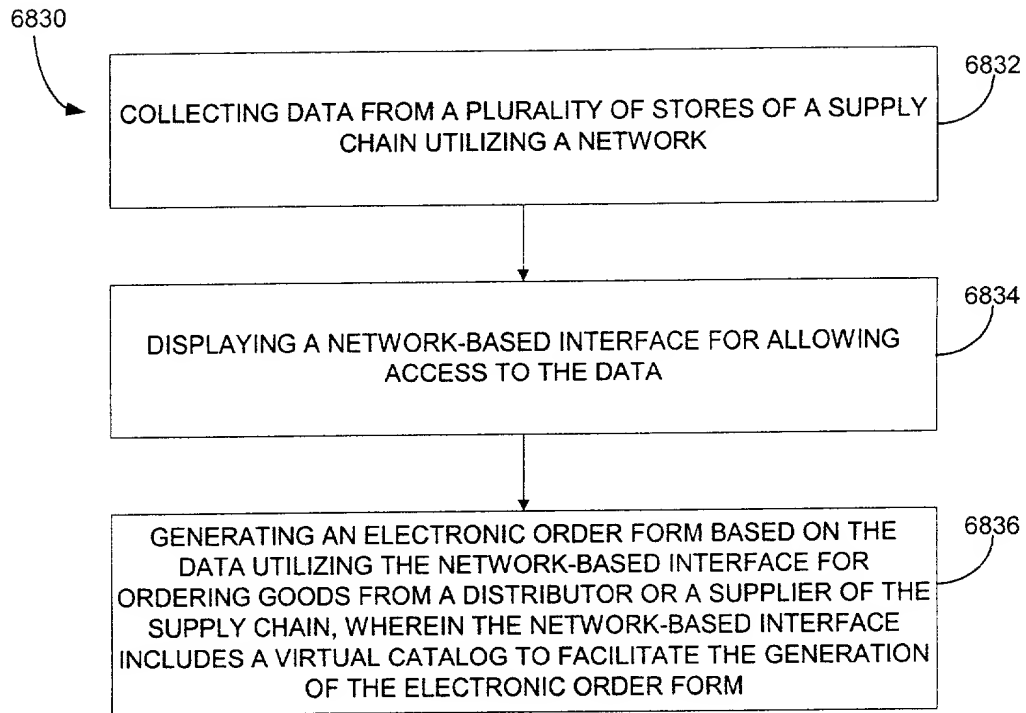 6830
6832
COLLECTING DATA FROM A PLURALITY OF STORES OF A SUPPLY
CHAIN UTILIZING A NETWORK
6834
DISPLAYING A NETWORK-BASED INTERFACE FOR ALLOWING
ACCESS TO THE DATA
6836
GENERATING AN ELECTRONIC ORDER FORM BASED ON THE
DATA UTILIZING THE NETWORK-BASED INTERFACE FOR
ORDERING GOODS FROM A DISTRIBUTOR OR A SUPPLIER OF THE
SUPPLY CHAIN, WHEREIN THE NETWORK-BASED INTERFACE
INCLUDES A VIRTUAL CATALOG TO FACILITATE THE GENERATION
OF THE ELECTRONIC ORDER FORM